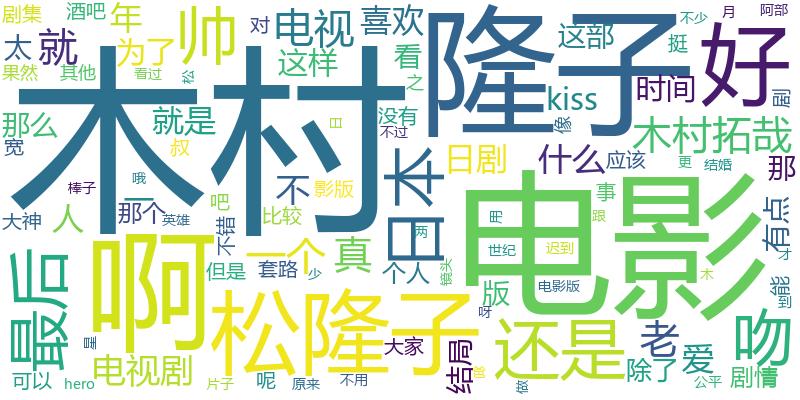 剧集
酒吧
年
帅
对
电视
喜欢
隆子
不少
月
阿部
太
就
为了
这部
挺
好
果然
其他
看过
松
这样
看
之
kiss
时间
剧
木村
那么
就是
没有
像
木村拓哉
宽
叔
日
不过
日本
日剧
什么
应该
更
结婚
那
棒子
哦
一
吧
影版
不
电影
事
跟
大神
人
那个
英雄
不错
比较
两
用
有点
最后
啊
一个
真
世纪
迟到
才
但是
套路
少
个人
镜头
版
电影版
能
松隆子
呀
还是
老
吻
星
大家
结局
爱
电视剧
除了
剧情
可以
hero
片子
呢
原来
不用
做
公平
木